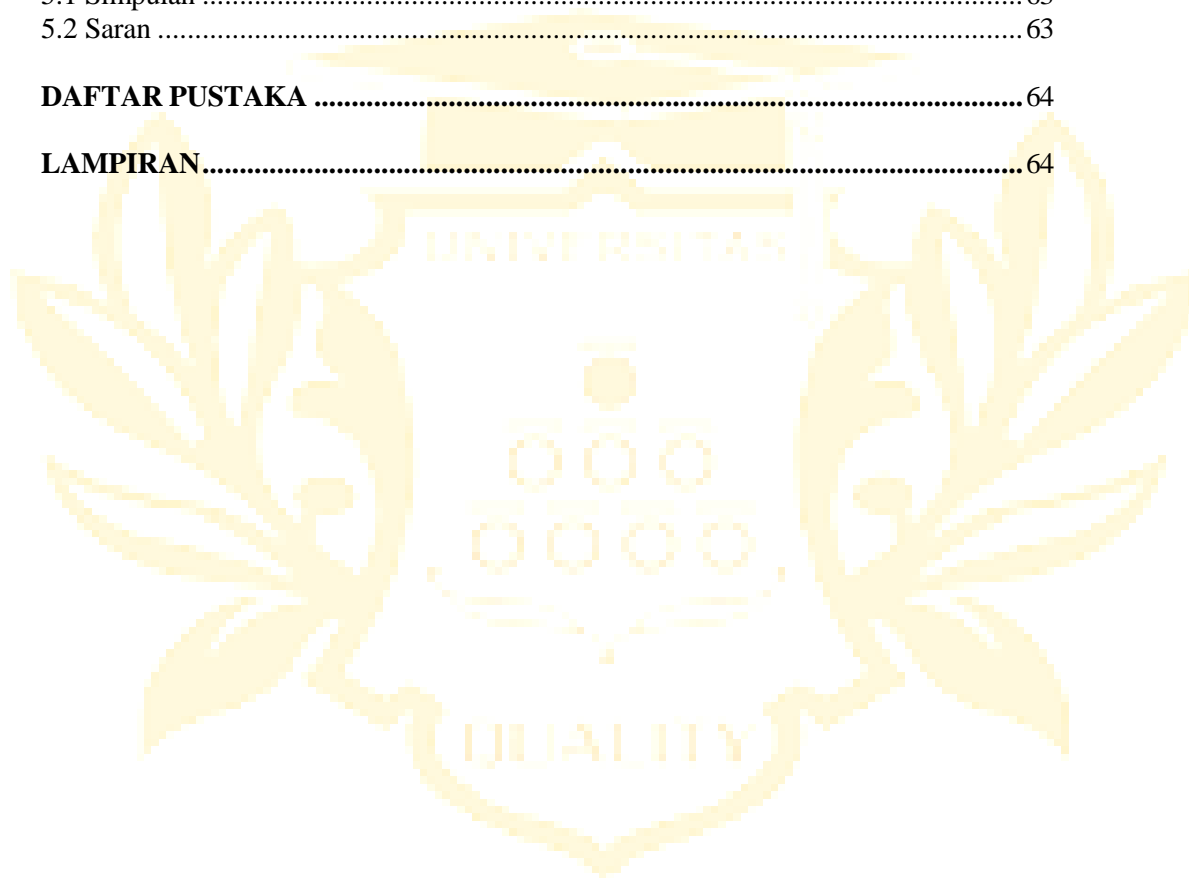 5.1 Simpulan ........................................................................................................ 63
5.2 Saran .............................................................................................................. 63
DAFTAR PUSTAKA ........................................................................................... 64
LAMPIRAN.......................................................................................................... 64
UNIVERSITAS
QUALITY